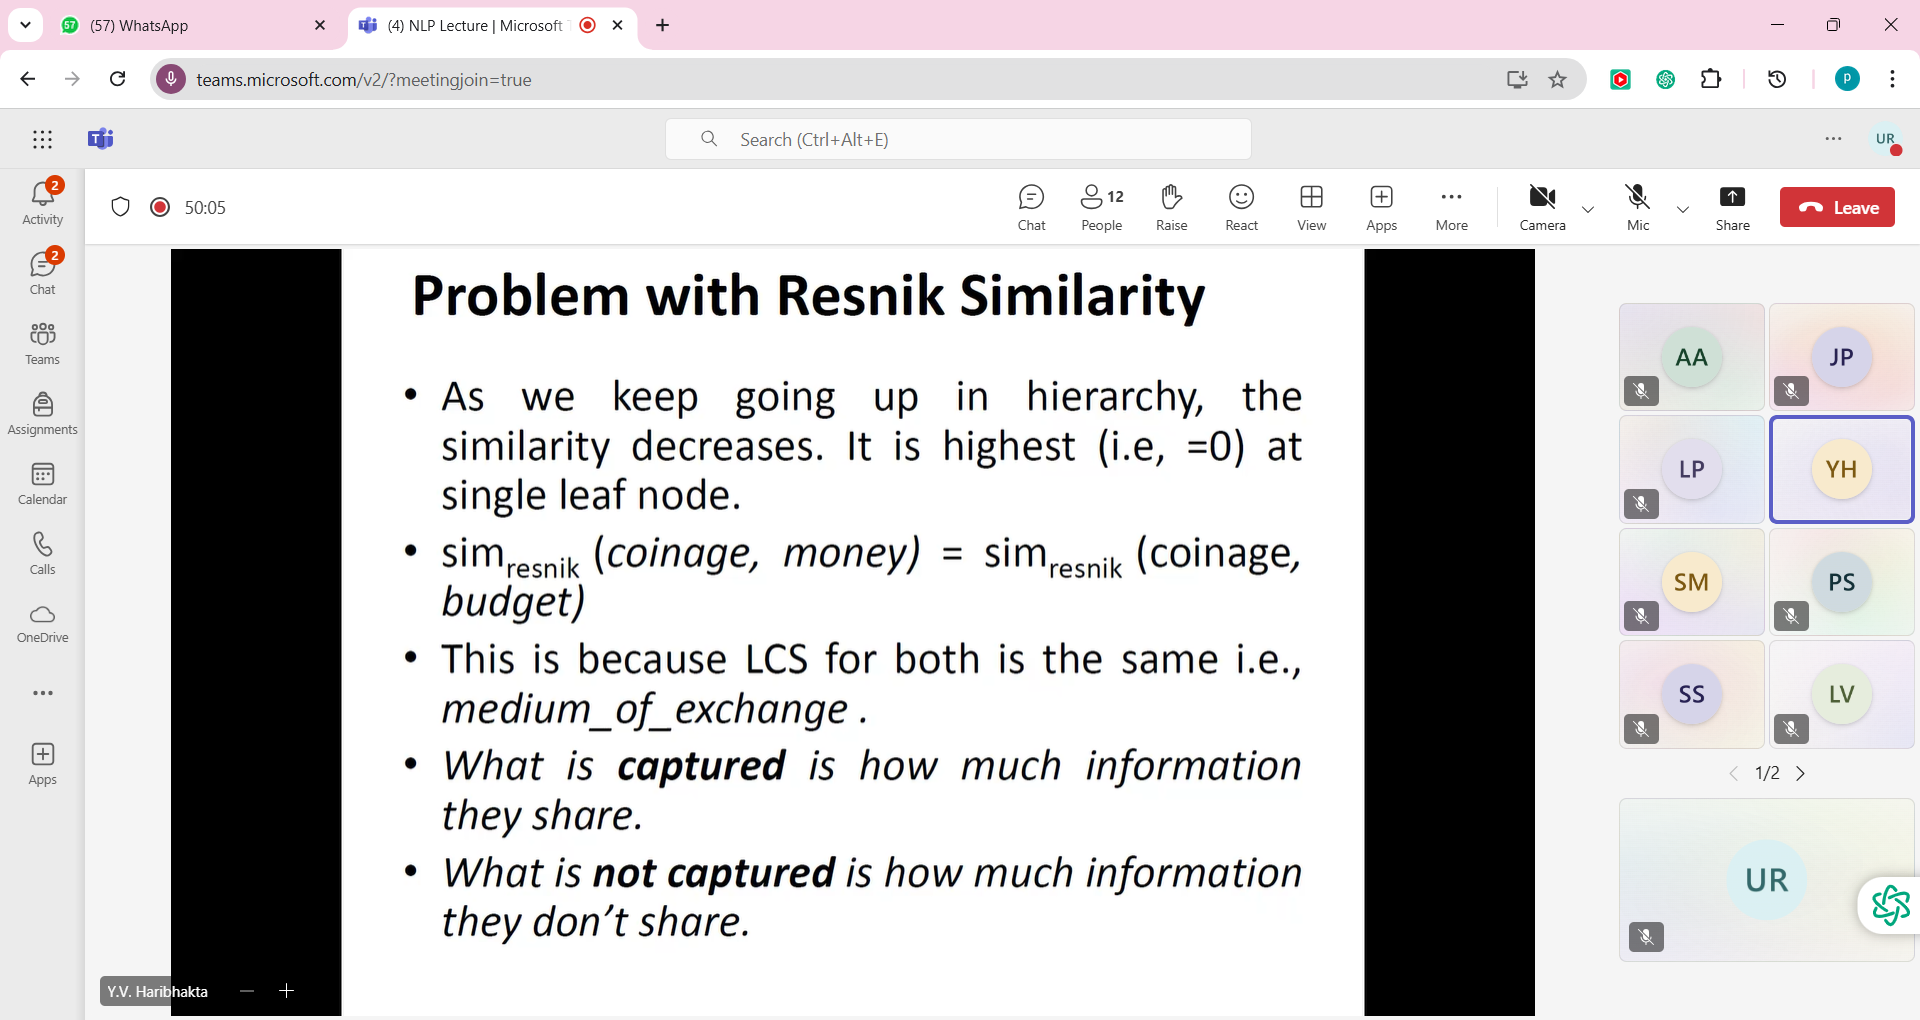 57
(57) WhatsApp
(4) NLP Lecture | Microsoft
teams.microsoft.com/v2/?meetingjoin=true
P
Search (Ctrl+Alt+E)
UR
2
Activity
2
Chat
Teams
Assignments
Calendar
Calls
OneDrive
Apps
50:05
Chat
12
People
Raise
React
View
Apps
More
Camera
Mic
Share
Leave
Problem with Resnik Similarity
• As we keep going up in hierarchy, the
similarity decreases. It is highest (i.e, =0) at
single leaf node.
• simresnik (coinage, money) = simresnik (coinage,
budget)
• This is because LCS for both is the same i.e.,
medium_of_exchange .
• What is captured is how much information
they share.
• What is not captured is how much information
they don't share.
Y.V. Haribhakta
AA
JP
LP
YH
SM
PS
SS
LV
1/2
UR